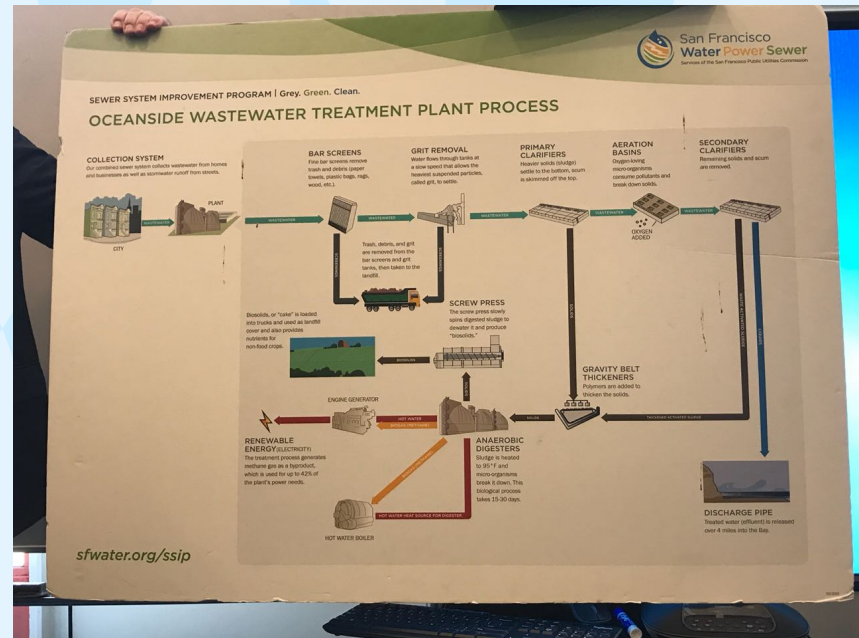 San Francisco
Water Power Sewer
Services of the San Francisco Public Utilities Commission
SEWER SYSTEM IMPROVEMENT PROGRAM | Grey. Green. Clean.
OCEANSIDE WASTEWATER TREATMENT PLANT PROCESS
COLLECTION SYSTEM
Our combined sewer system collects wastewater from homes
and businesses as well as stormwater runoff from streets.
CITY
WASTEWATER
PLANT
WASTEWATER
BAR SCREENS
Fine bar screens remove
trash and debris (paper
towels, plastic bags, rags,
wood, etc.).
WASTEWATER
GRIT REMOVAL
Water flows through tanks at
a slow speed that allows the
heaviest suspended particles,
called grit, to settle.
WASTEWATER
PRIMARY
CLARIFIERS
Heavier solids (sludge)
settle to the bottom, scum
is skimmed off the top.
WASTEWATER
AERATION
BASINS
Oxygen-loving
micro-organisms
consume pollutants and
break down solids.
OXYGEN
ADDED
WASTEWATER
SECONDARY
CLARIFIERS
Remaining solids and scum
are removed.
SCREENINGS
Trash, debris, and grit
are removed from the
bar screens and grit
tanks, then taken to the
landfill.
SOLIDS
Biosolids, or "cake" is loaded
into trucks and used as landfill
cover and also provides
nutrients for
non-food crops.
BIOSOLIDS
SCREW PRESS
The screw press slowly
spins digested sludge to
dewater it and produce
"biosolids."
GRAVITY BELT
THICKENERS
Polymers are added to
thicken the solids.
SOLIDS
ENGINE GENERATOR
HOT WATER
RENEWABLE
ENERGY (ELECTRICITY)
The treatment process generates
methane gas as a byproduct,
which is used for up to 42% of
the plant's power needs.
ANAEROBIC
DIGESTERS
Sludge is heated
to 95°F and
micro-organisms
break it down. This
biological process
takes 15-30 days.
HOT WATER HEAT SOURCE FOR DIGESTER
HOT WATER BOILER
DISCHARGE PIPE
Treated water (effluent) is released
over 4 miles into the Bay.
sfwater.org/ssip